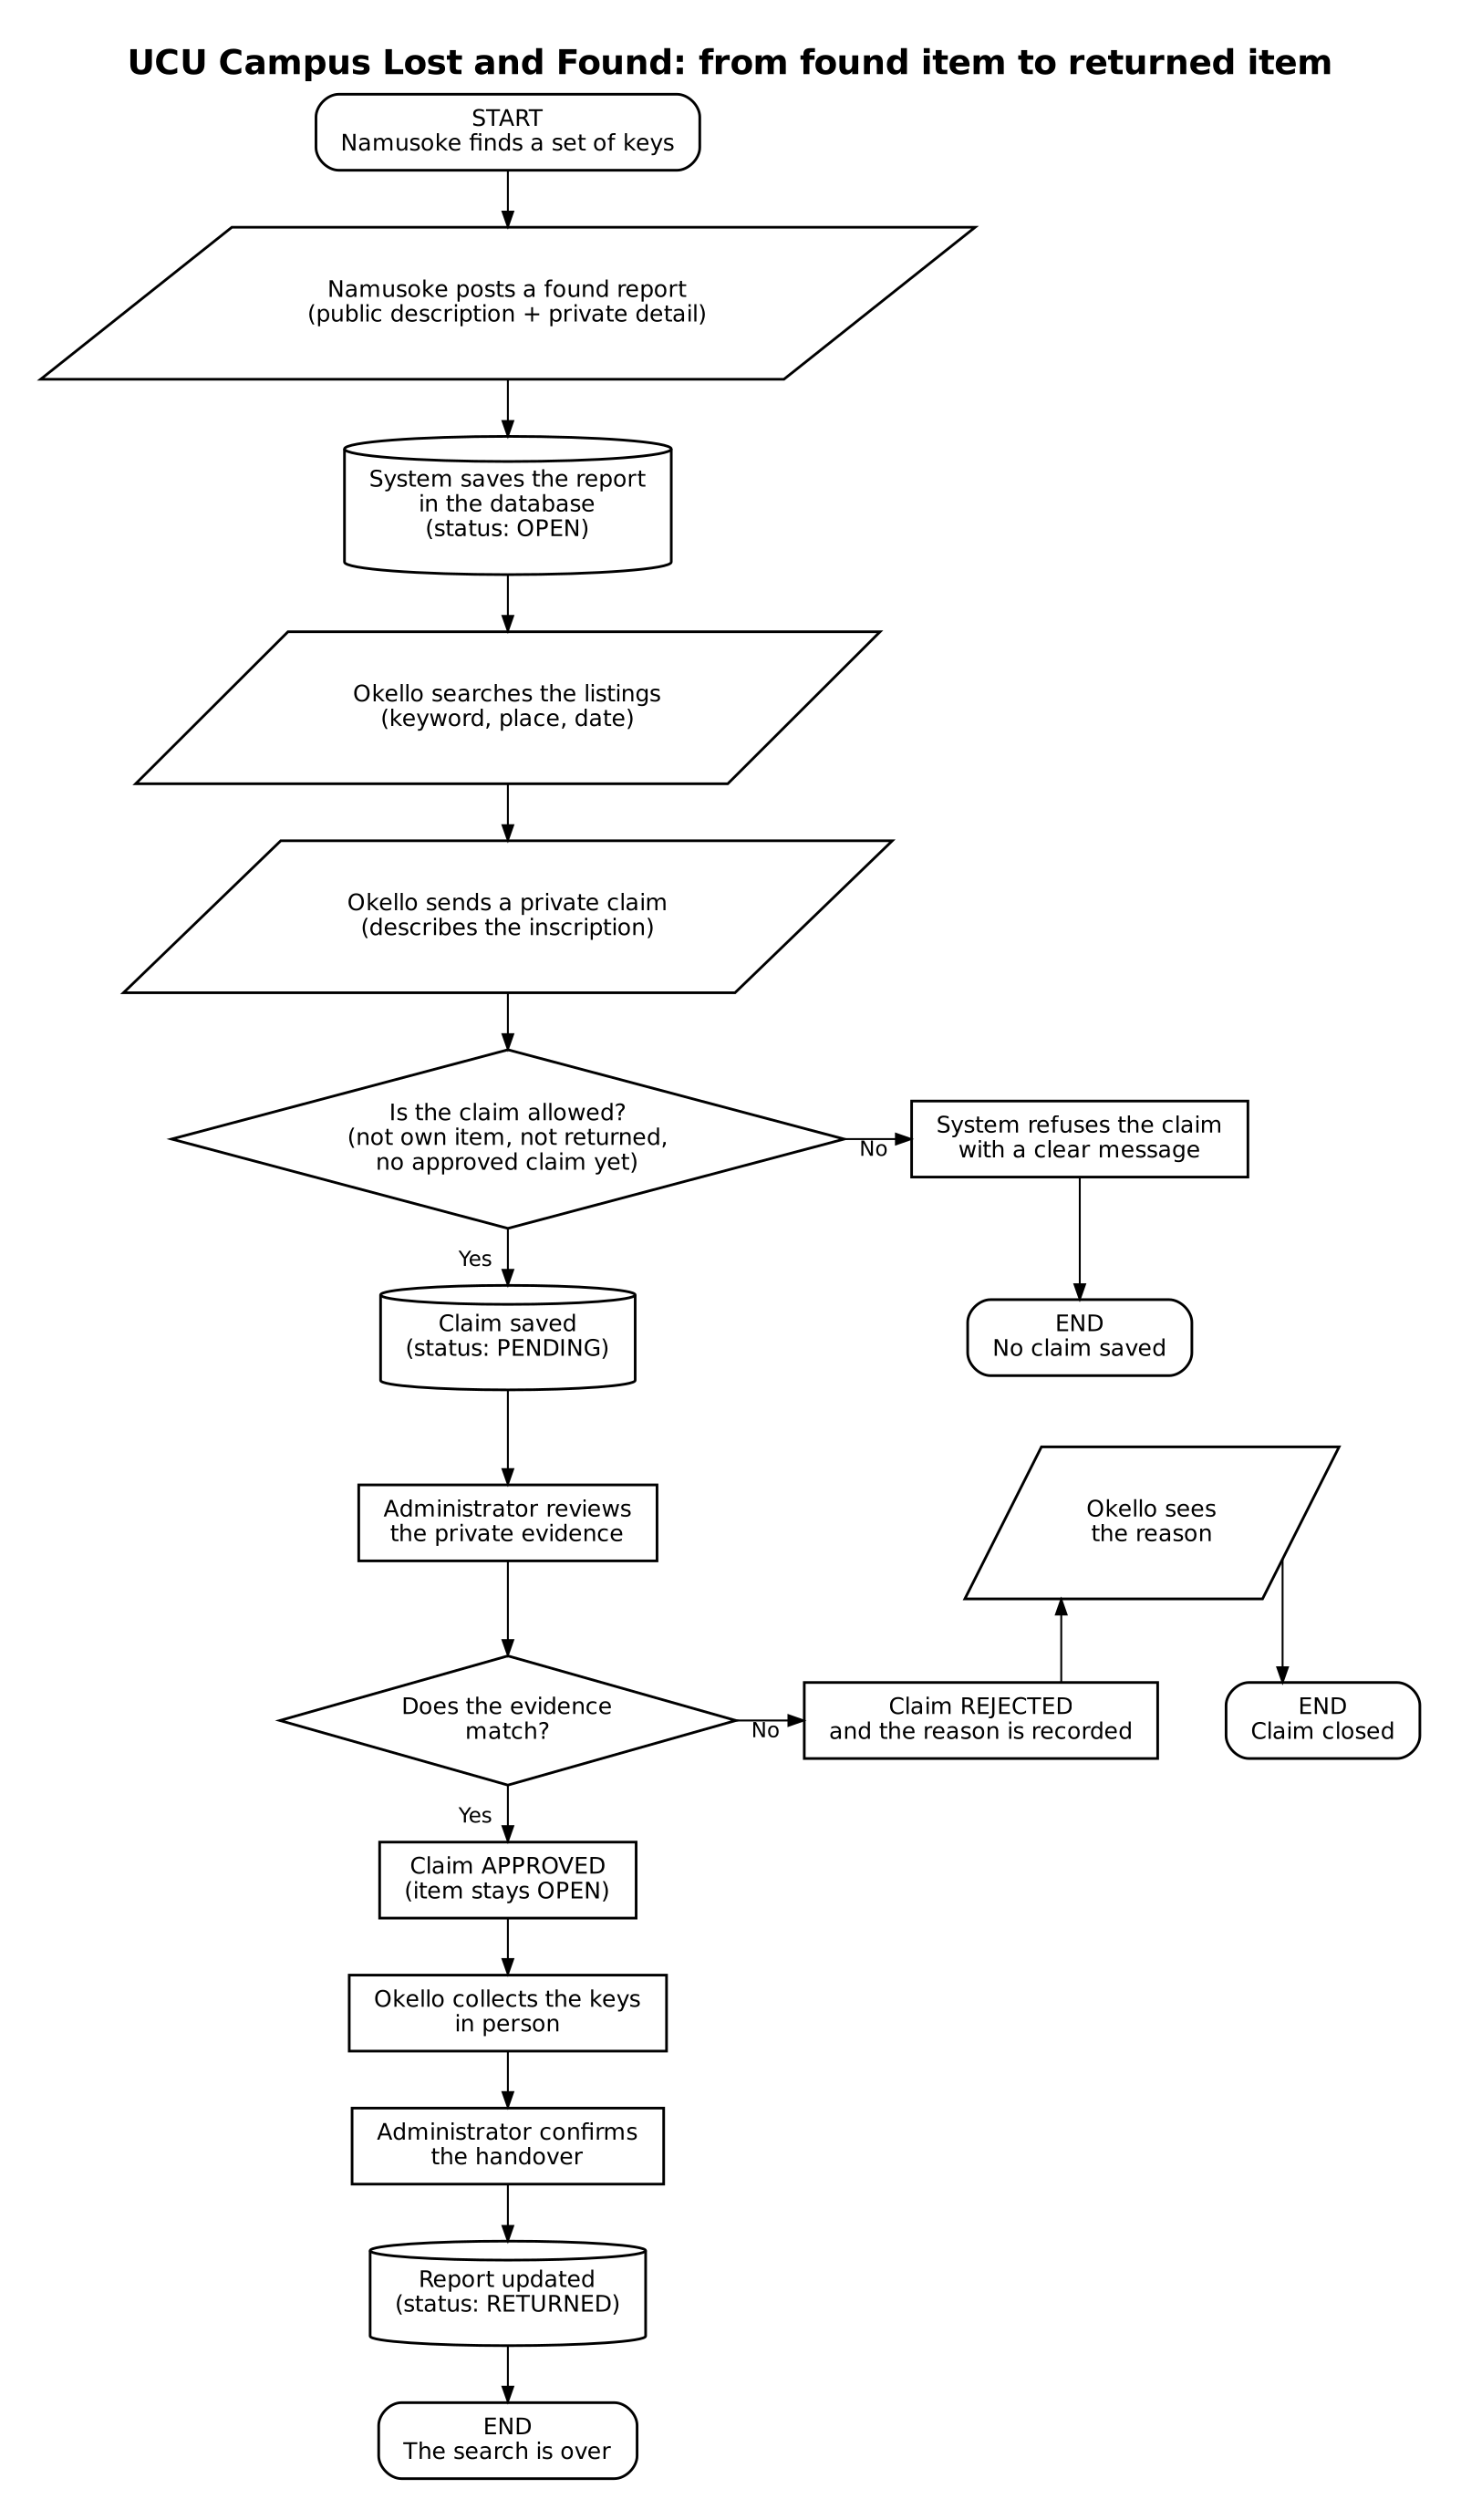 UCU Campus Lost and Found: from found item to returned item
START
Namusoke finds a set of keys
Namusoke posts a found report
(public description + private detail)
System saves the report
in the database
(status: OPEN)
Okello searches the listings
(keyword, place, date)
Okello sends a private claim
(describes the inscription)
Is the claim allowed?
(not own item, not returned,
no approved claim yet)
No
System refuses the claim
with a clear message
END
No claim saved
Yes
Claim saved
(status: PENDING)
Administrator reviews
the private evidence
Does the evidence
match?
No
Claim REJECTED
and the reason is recorded
Okello sees
the reason
END
Claim closed
Yes
Claim APPROVED
(item stays OPEN)
Okello collects the keys
in person
Administrator confirms
the handover
Report updated
(status: RETURNED)
END
The search is over